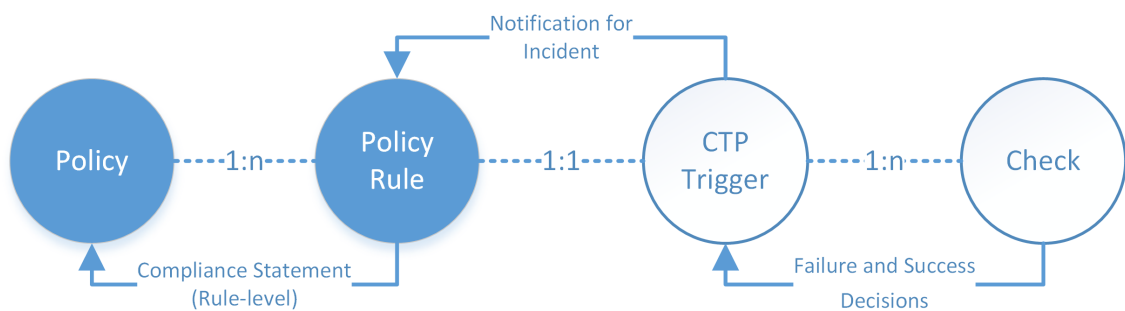 Notification for
Incident
Policy
1:n
Policy
Rule
1:1
CTP
Trigger
1:n
Check
Compliance Statement
(Rule-level)
Failure and Success
Decisions